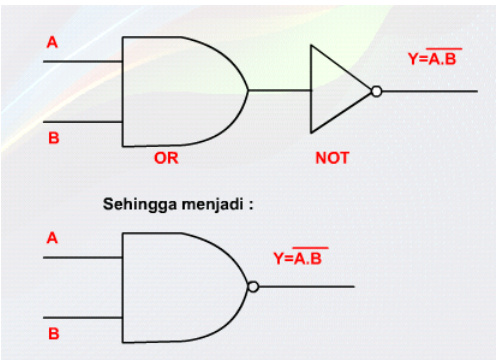 A
Y=A̅.̅B̅
B
OR NOT
Sehingga menjadi :
A
Y=A̅.̅B̅
B